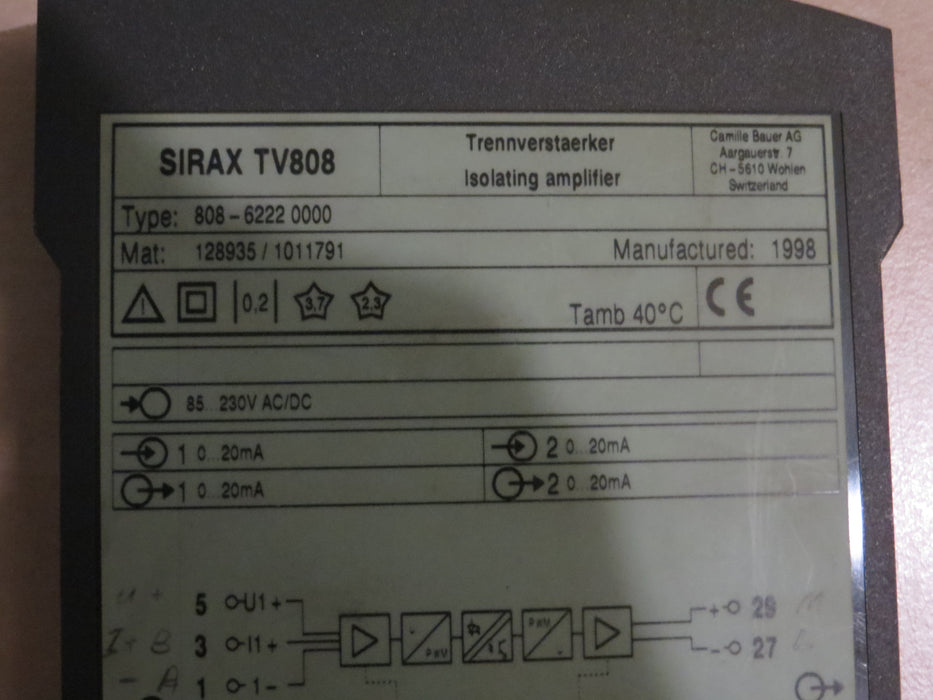 SIRAX TV808
Trennverstaerker
Isolating amplifier
Camille Bauer AG
Aargauerstr. 7
CH-5610 Wohlen
Switzerland
Type: 808-6222 0000
Mat: 128935 / 1011791 Manufactured: 1998
0,2 3,7 2,3 Tamb 40°C CE
85...230V AC/DC
1 0...20mA 2 0...20mA
1 0...20mA 2 0...20mA
5 U1+ + 29
3 I1+ - 27
1 1-
PWM PWM